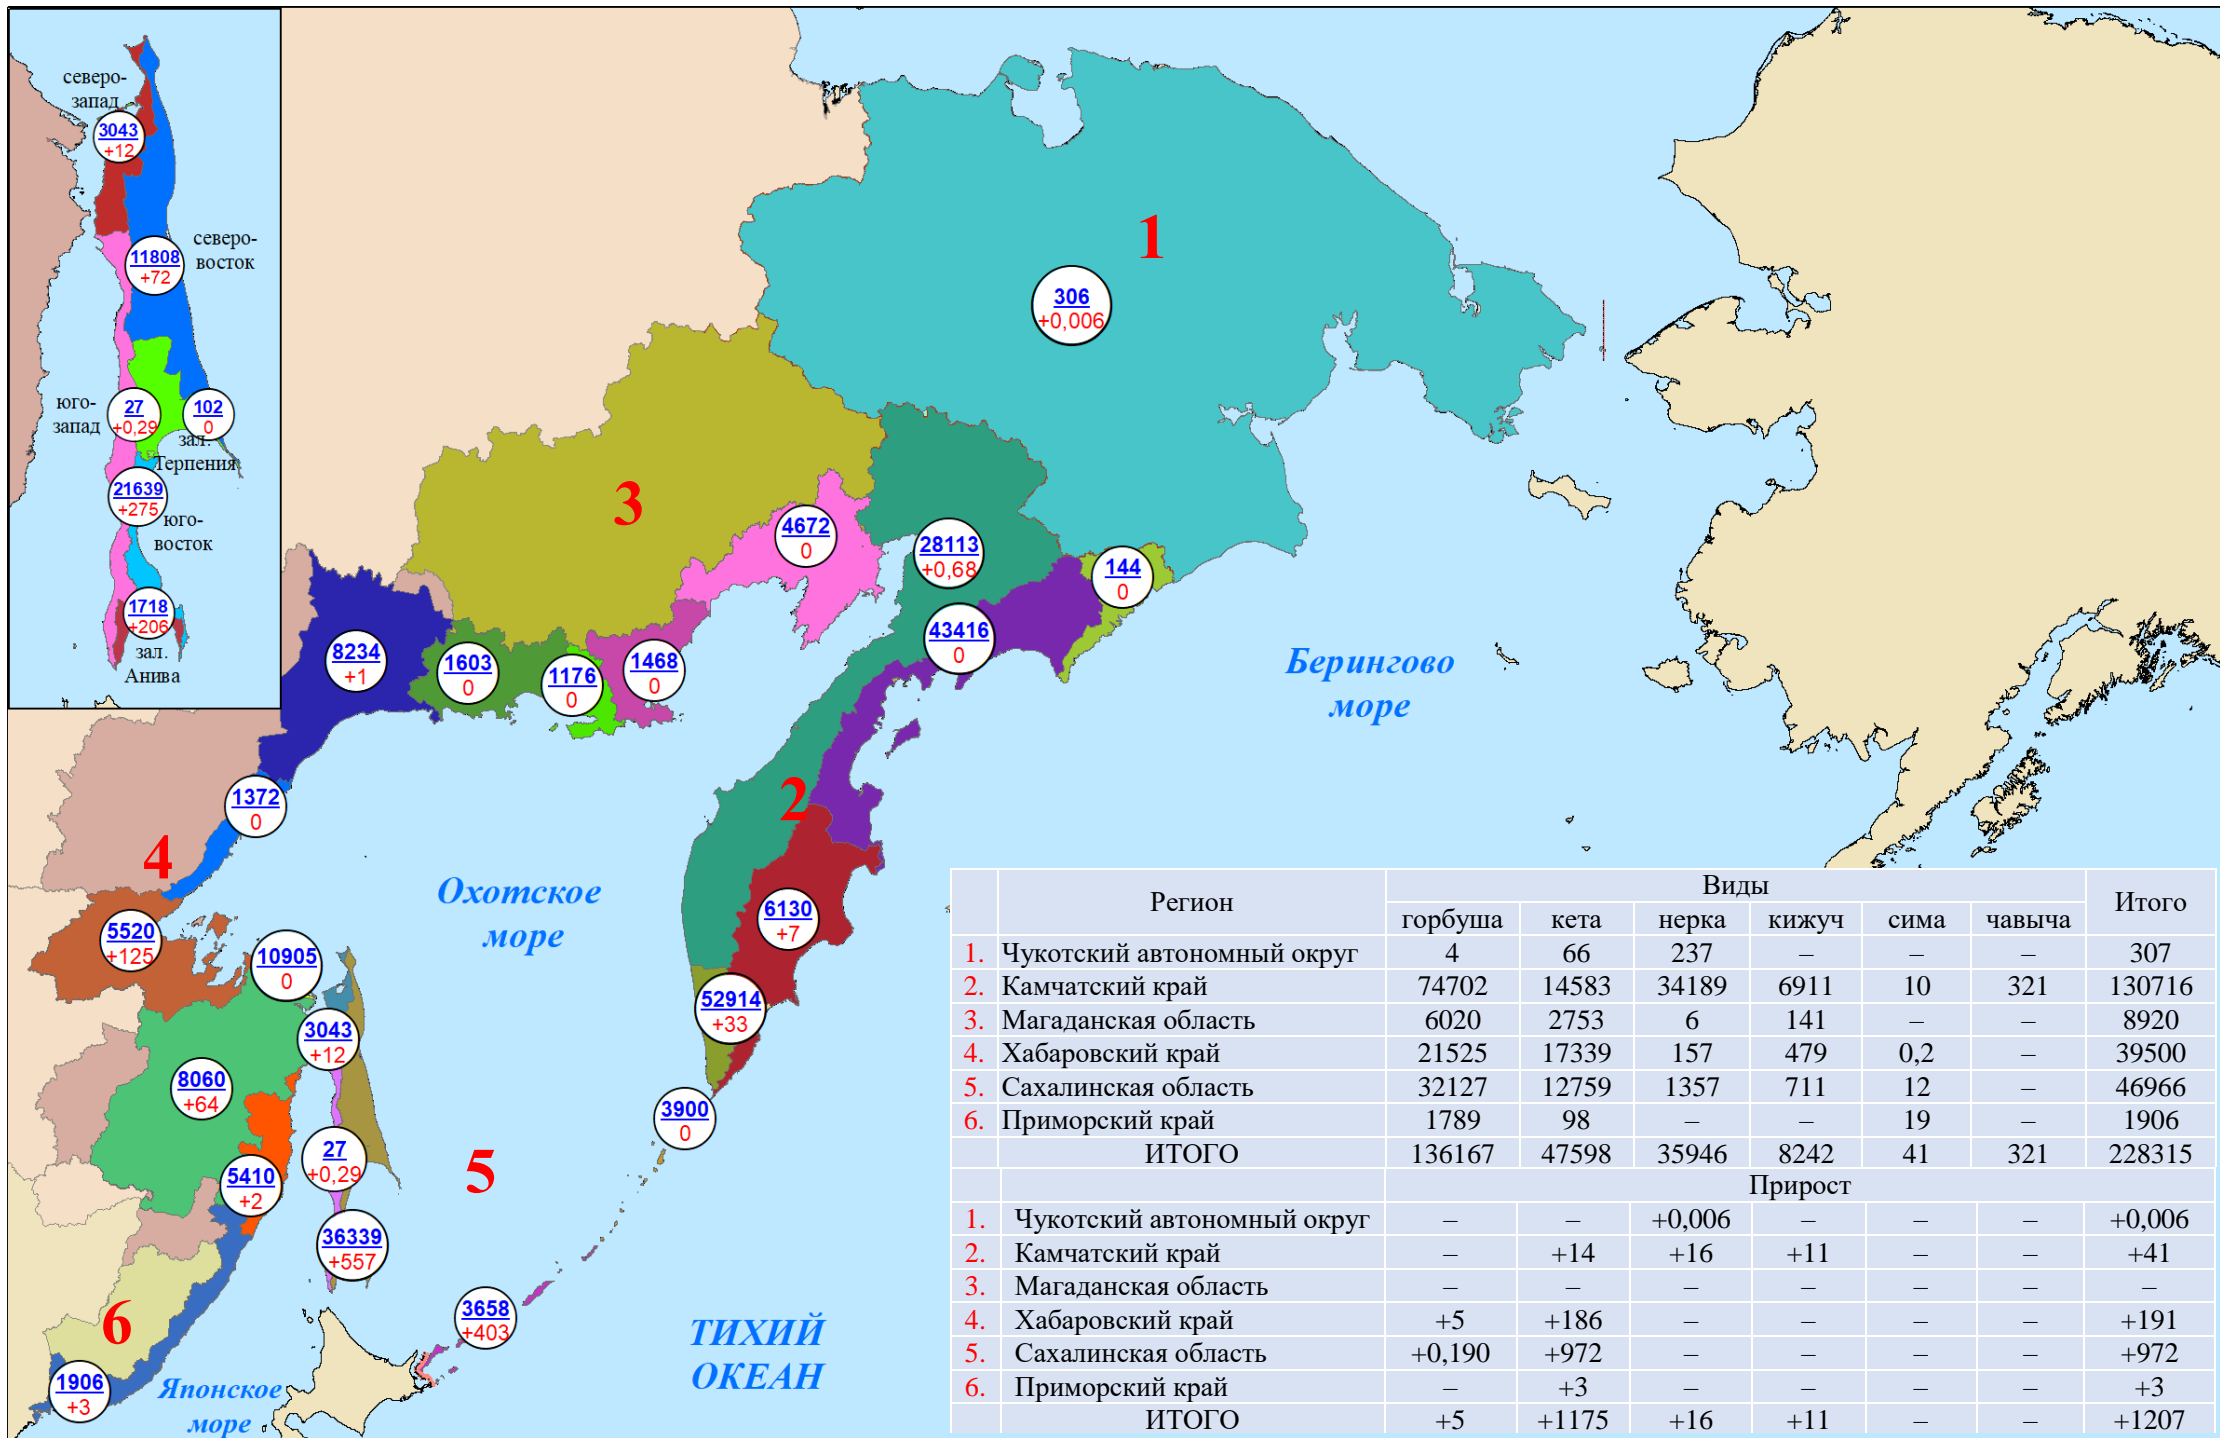 северо-
запад
3043
+12
северо-
восток
11808
+72
юго-
запад
27
+0,29
102
0
зал.
Терпения
21639
+275
юго-
восток
1718
+206
зал.
Анива
1
306
+0,006
3
4672
0
28113
+0,68
144
0
43416
0
8234
+1
1603
0
1176
0
1468
0
Берингово
море
1372
0
2
4
Охотское
море
5520
+125
10905
0
6130
+7
52914
+33
3043
+12
8060
+64
3900
0
27
+0,29
5
5410
+2
36339
+557
3658
+403
6
ТИХИЙ
ОКЕАН
1906
+3
Японское
море
Регион Виды Итого
горбуша кета нерка кижуч сима чавыча
1. Чукотский автономный округ 4 66 237 – – – 307
2. Камчатский край 74702 14583 34189 6911 10 321 130716
3. Магаданская область 6020 2753 6 141 – – 8920
4. Хабаровский край 21525 17339 157 479 0,2 – 39500
5. Сахалинская область 32127 12759 1357 711 12 – 46966
6. Приморский край 1789 98 – – 19 – 1906
ИТОГО 136167 47598 35946 8242 41 321 228315
Прирост
1. Чукотский автономный округ – – +0,006 – – – +0,006
2. Камчатский край – +14 +16 +11 – – +41
3. Магаданская область – – – – – – –
4. Хабаровский край +5 +186 – – – – +191
5. Сахалинская область +0,190 +972 – – – – +972
6. Приморский край – +3 – – – – +3
ИТОГО +5 +1175 +16 +11 – – +1207